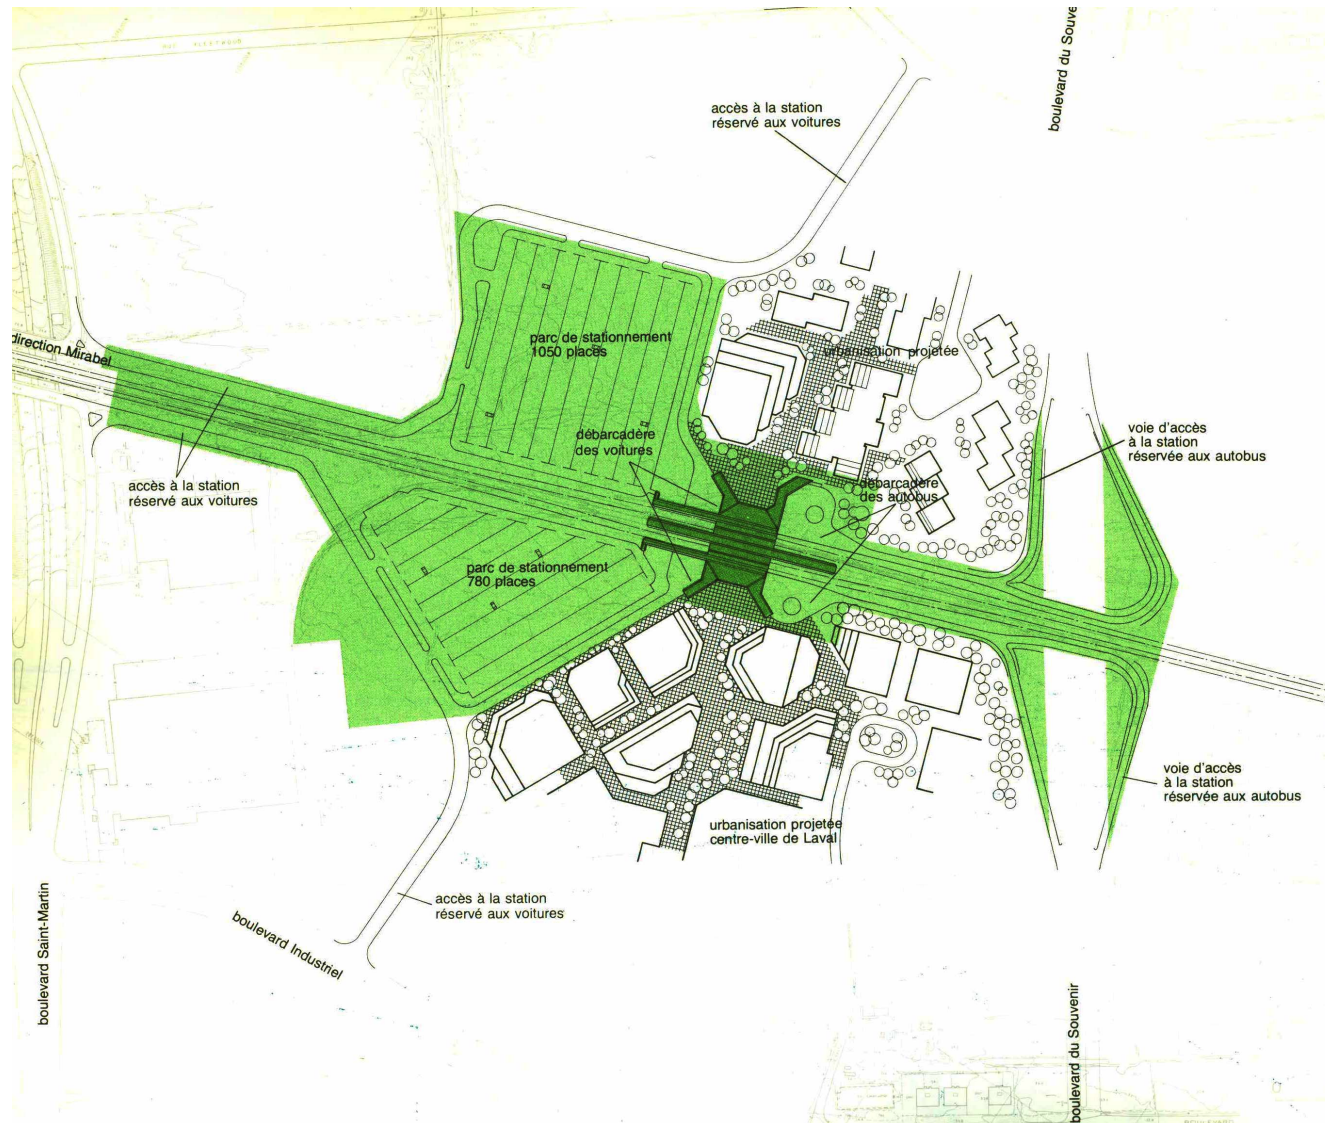 boulevard du Souve
accès à la station
réservé aux voitures
direction Mirabel
parc de stationnement
1050 places
urbanisation projetée
débarcadère
des voitures
voie d'accès
à la station
réservée aux autobus
débarcadère
des autobus
accès à la station
réservé aux voitures
parc de stationnement
780 places
voie d'accès
à la station
réservée aux autobus
urbanisation projetée
centre-ville de Laval
accès à la station
réservé aux voitures
boulevard Industriel
boulevard Saint-Martin
boulevard du Souvenir